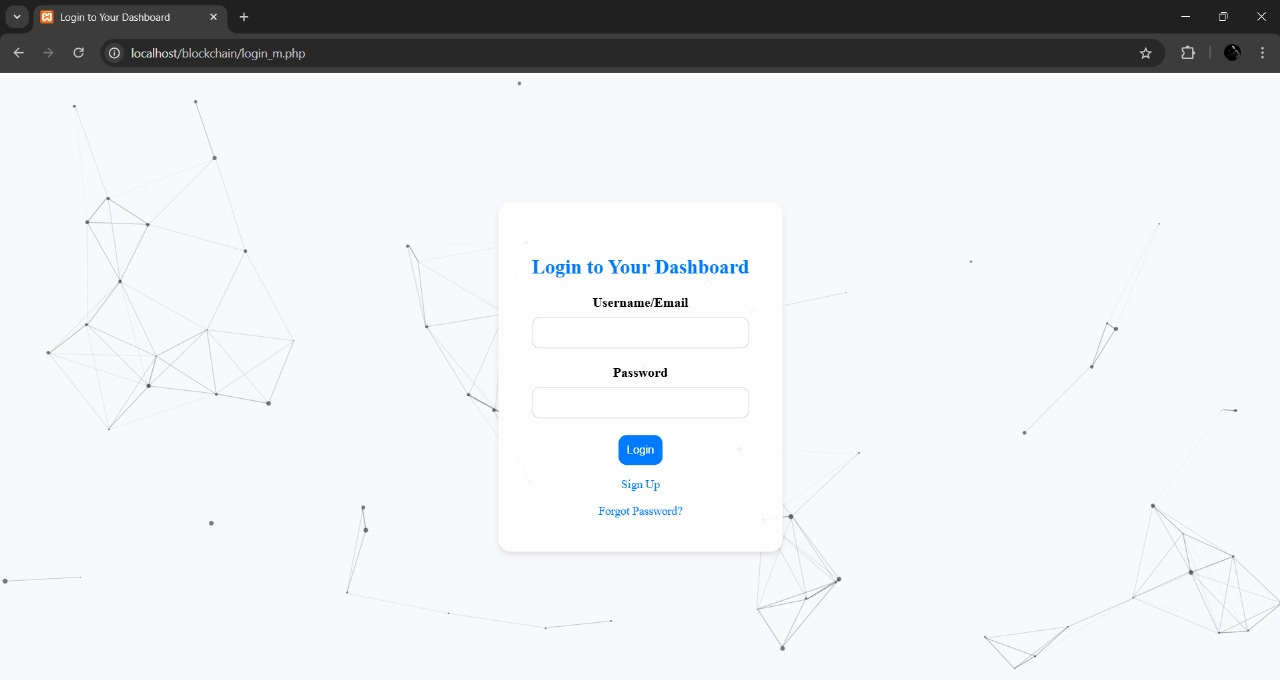 Login to Your Dashboard
localhost/blockchain/login_m.php
Login to Your Dashboard
Username/Email
Password
Login
Sign Up
Forgot Password?